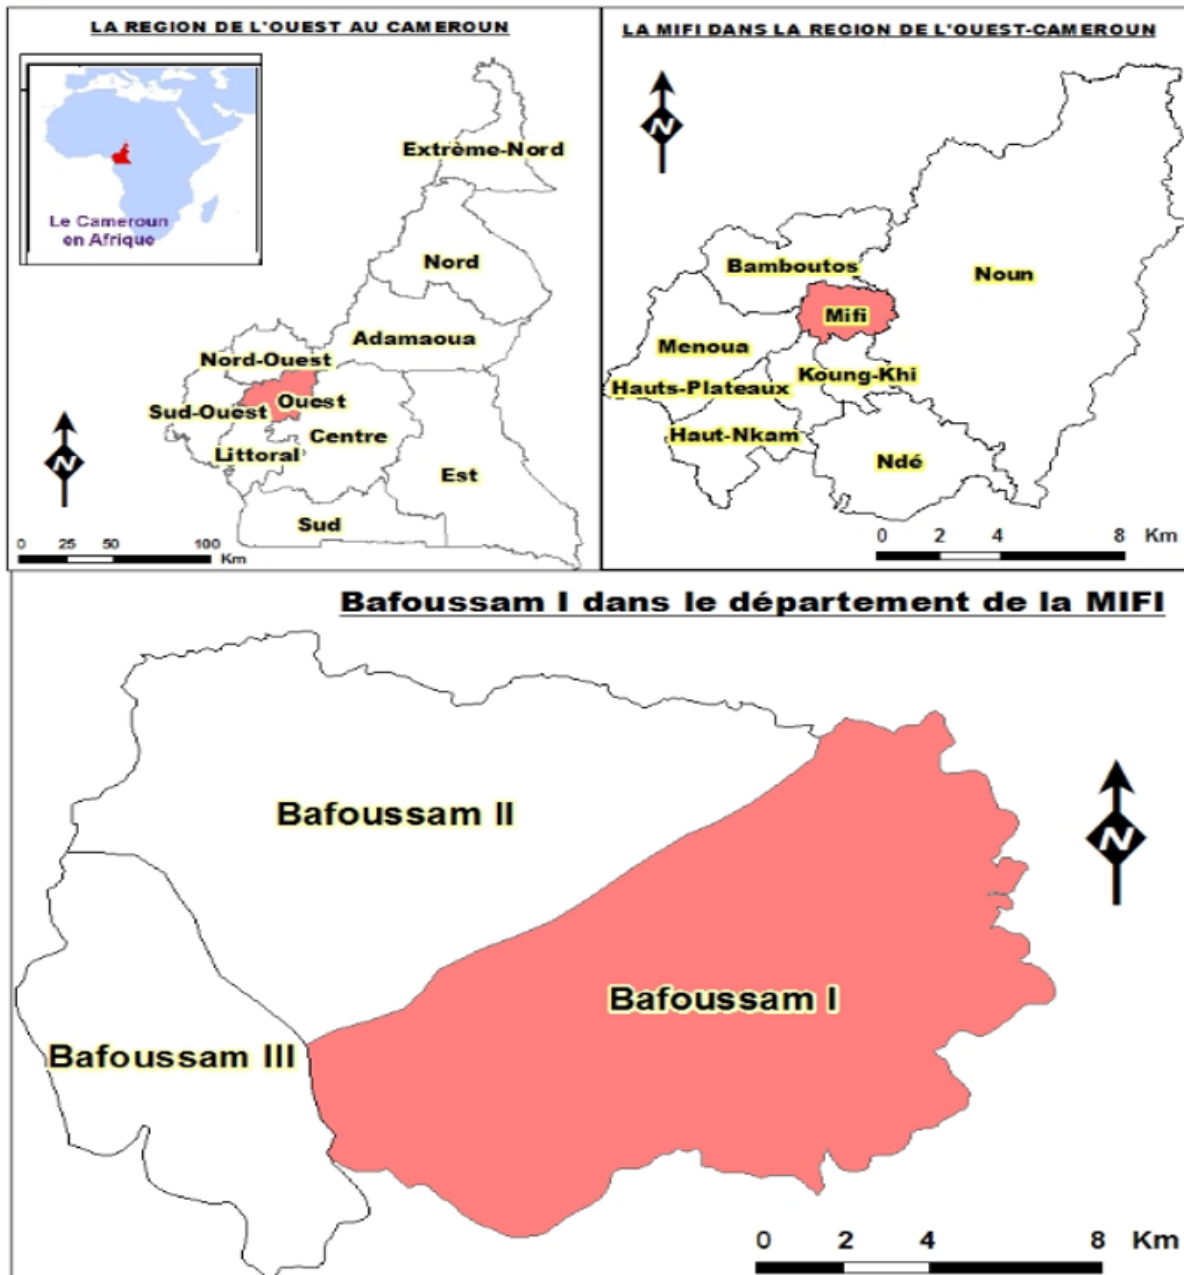 LA REGION DE L'OUEST AU CAMEROUN
Le Cameroun
en Afrique
Extrème-Nord
Nord
Adamaoua
Nord-Ouest
Ouest
Sud-Ouest
Centre
Littoral
Est
Sud
N
0 25 50 100
Km
LA MIFI DANS LA REGION DE L'OUEST-CAMEROUN
N
Bamboutos
Noun
Mifi
Menoua
Koung-Khi
Hauts-Plateaux
Haut-Nkam
Ndé
0 2 4 8 Km
Bafoussam I dans le département de la MIFI
Bafoussam II
N
Bafoussam I
Bafoussam III
0 2 4 8 Km